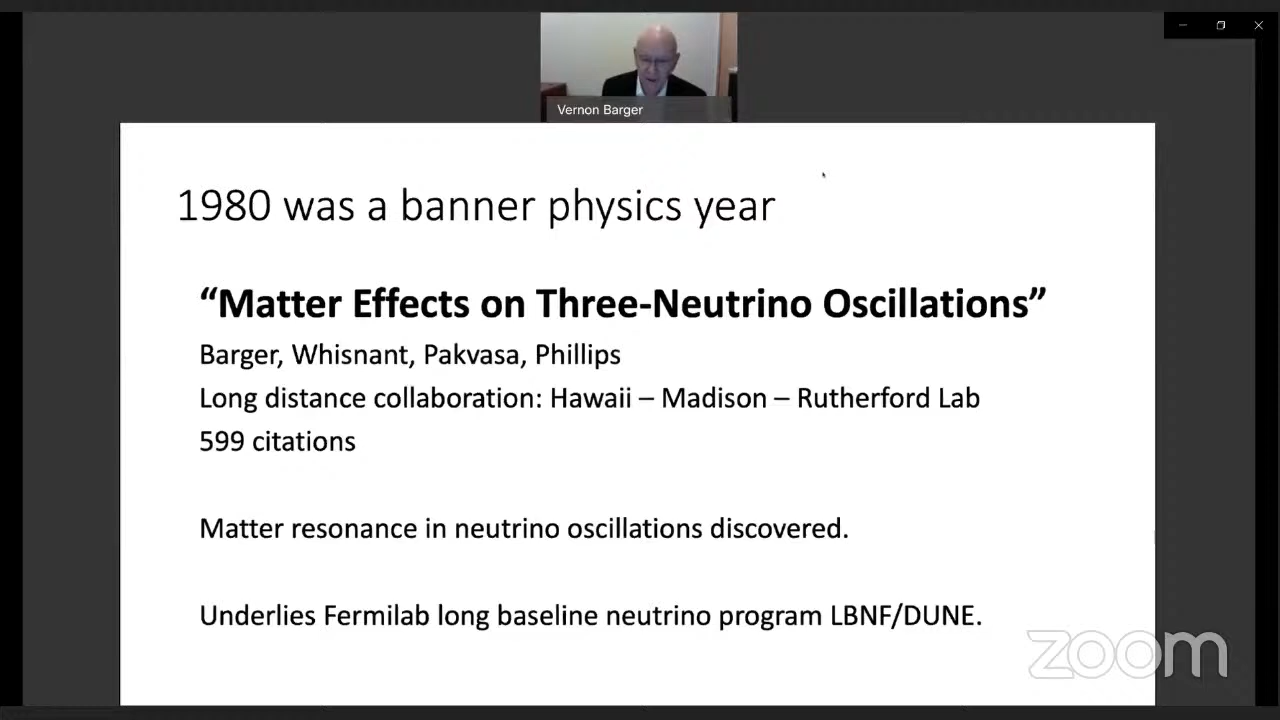 Vernon Barger
1980 was a banner physics year
“Matter Effects on Three-Neutrino Oscillations”
Barger, Whisnant, Pakvasa, Phillips
Long distance collaboration: Hawaii – Madison – Rutherford Lab
599 citations
Matter resonance in neutrino oscillations discovered.
Underlies Fermilab long baseline neutrino program LBNF/DUNE.
zoom